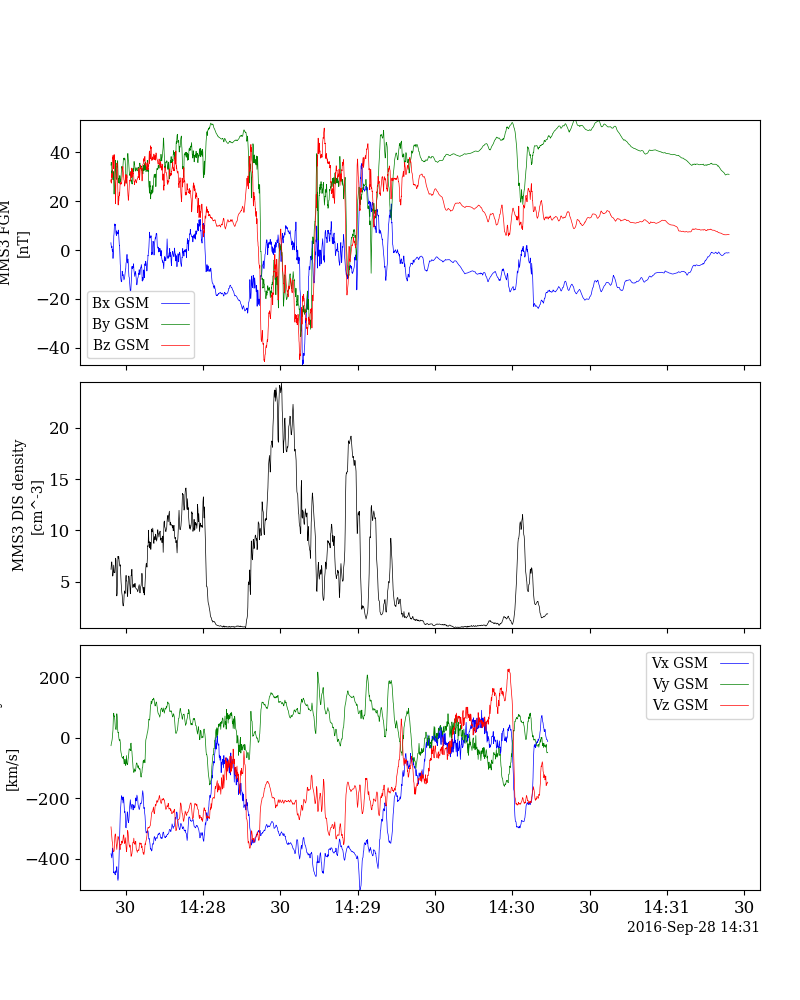 MMS3 FGM
[nT]
40
20
0
−20
−40
Bx GSM
By GSM
Bz GSM
MMS3 DIS density
[cm^-3]
20
15
10
5
[km/s]
200
0
−200
−400
Vx GSM
Vy GSM
Vz GSM
30 14:28 30 14:29 30 14:30 30 14:31 30
2016-Sep-28 14:31